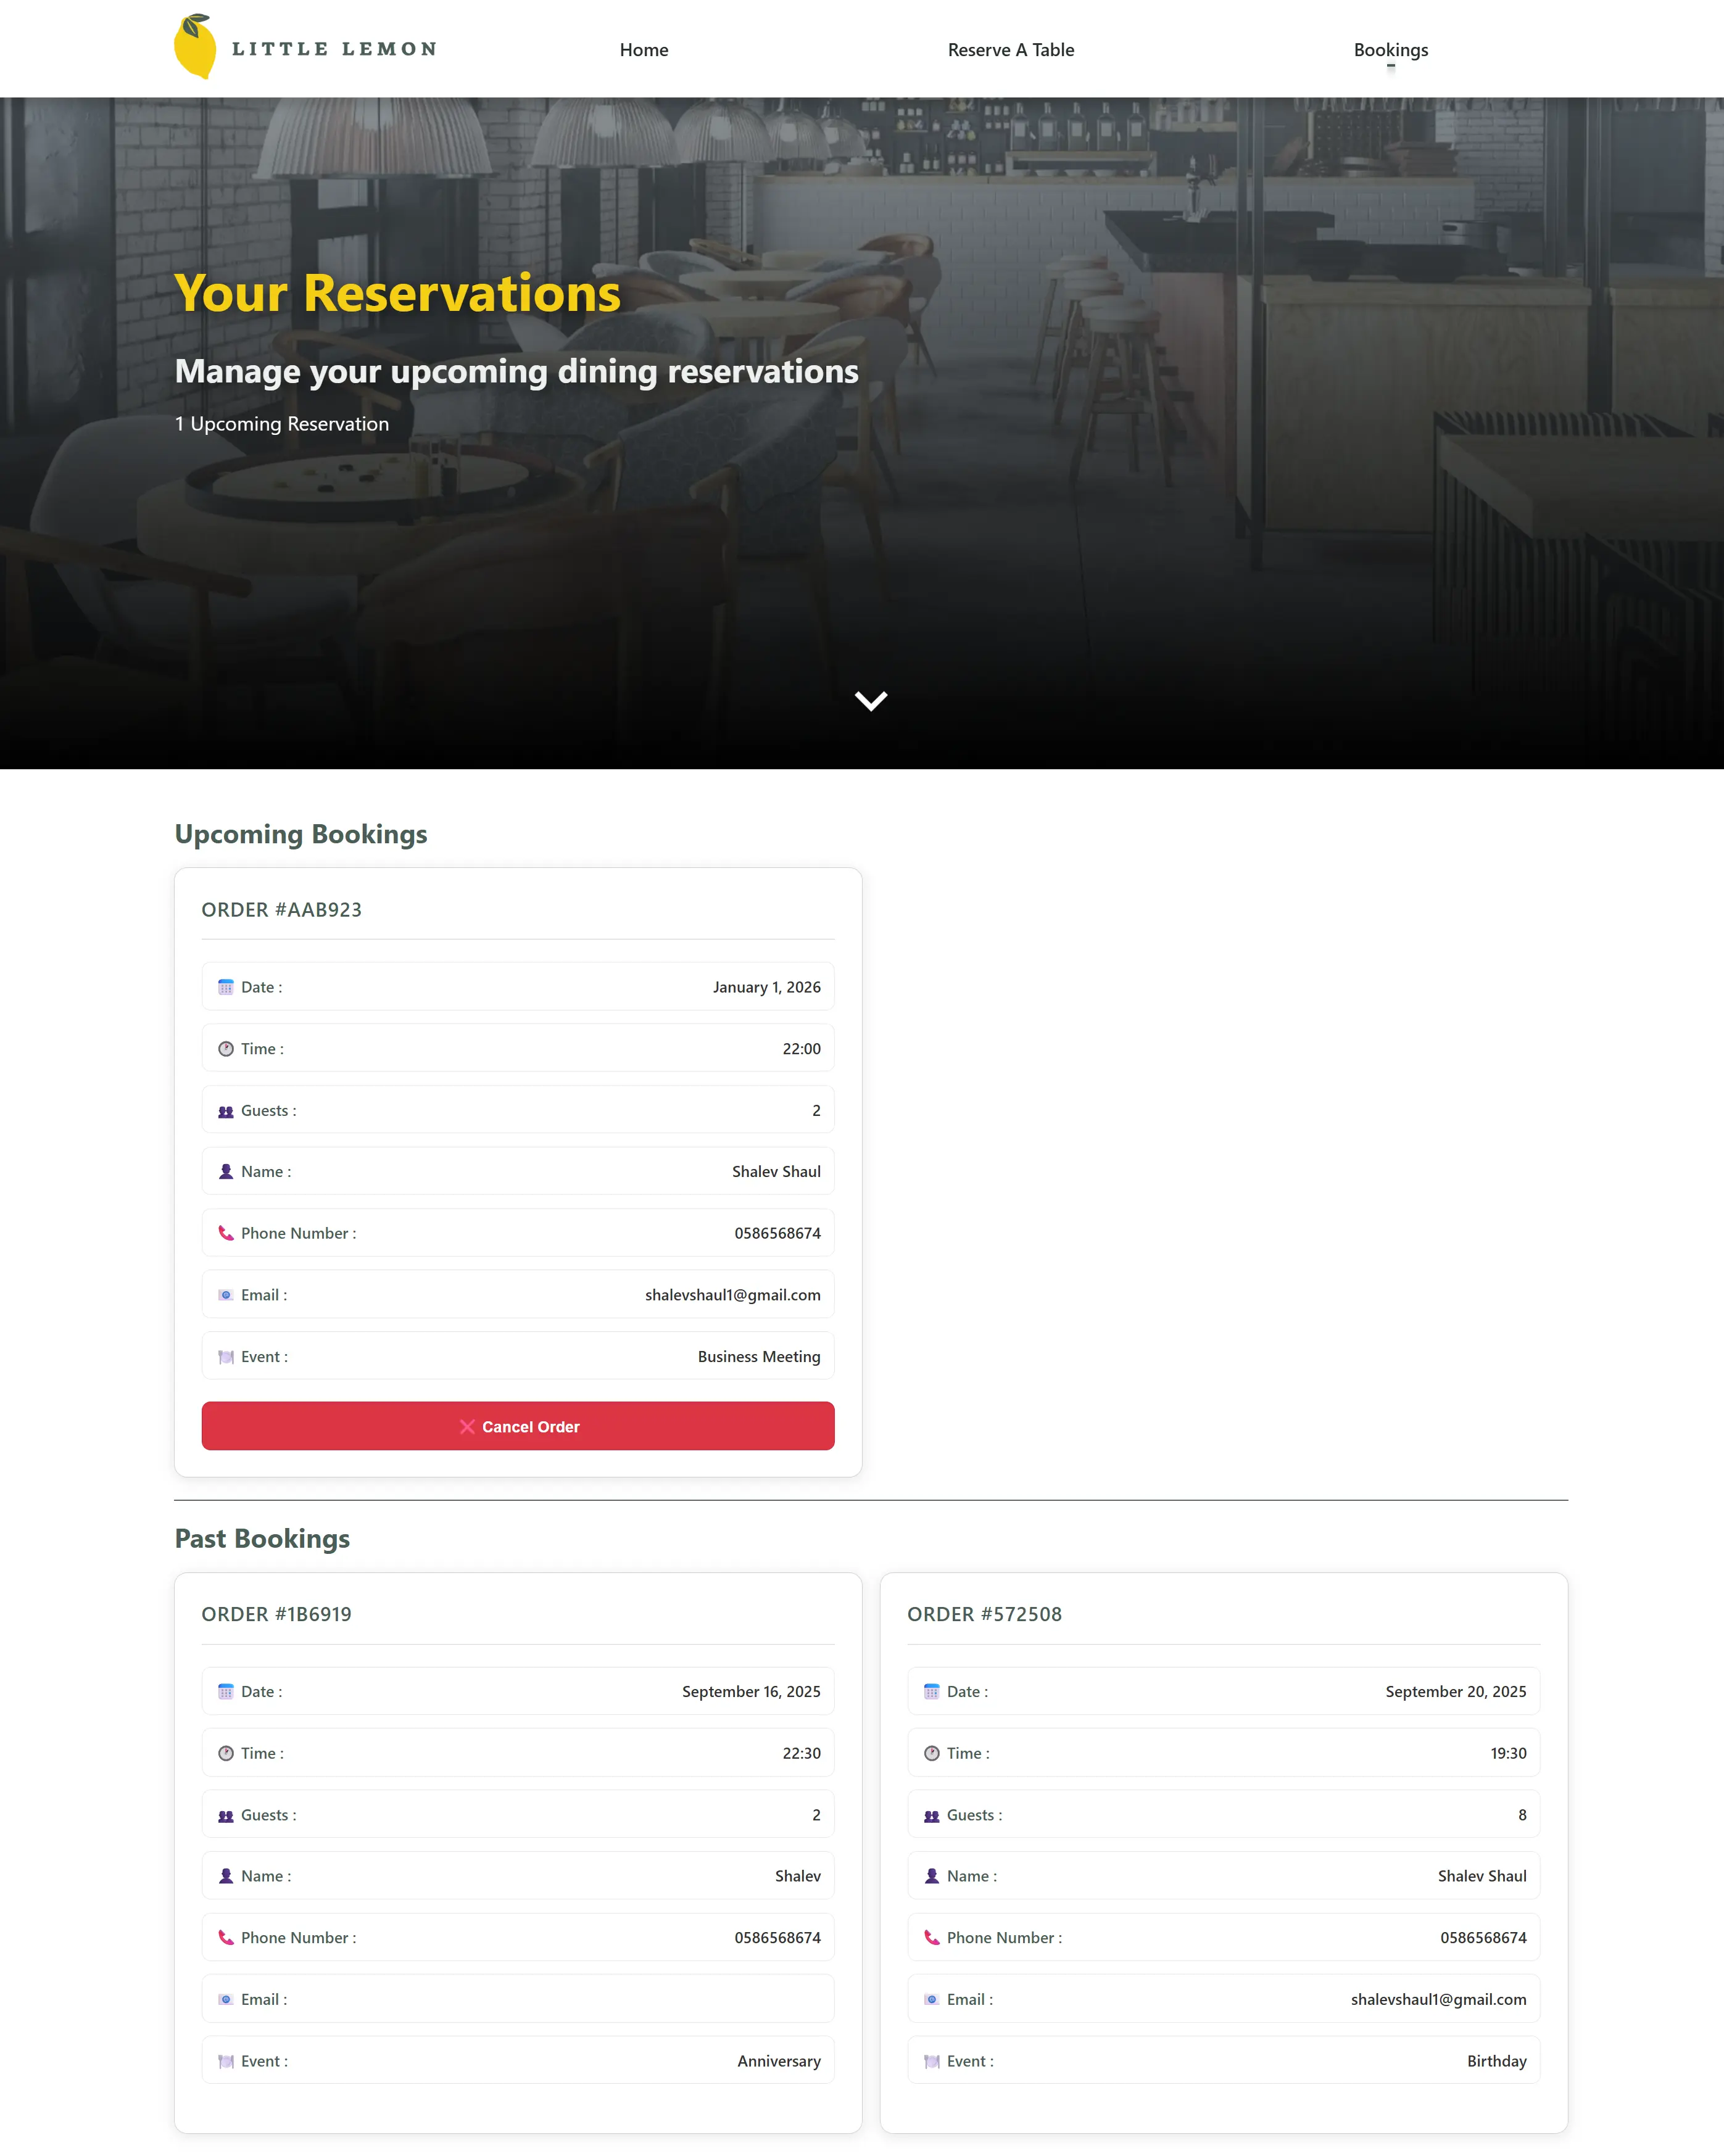 LITTLE LEMON
Home
Reserve A Table
Bookings
Your Reservations
Manage your upcoming dining reservations
1 Upcoming Reservation
Upcoming Bookings
ORDER #AAB923
Date : January 1, 2026
Time : 22:00
Guests : 2
Name : Shalev Shaul
Phone Number : 0586568674
Email : shalevshaul1@gmail.com
Event : Business Meeting
Cancel Order
Past Bookings
ORDER #1B6919
Date : September 16, 2025
Time : 22:30
Guests : 2
Name : Shalev
Phone Number : 0586568674
Email :
Event : Anniversary
ORDER #572508
Date : September 20, 2025
Time : 19:30
Guests : 8
Name : Shalev Shaul
Phone Number : 0586568674
Email : shalevshaul1@gmail.com
Event : Birthday